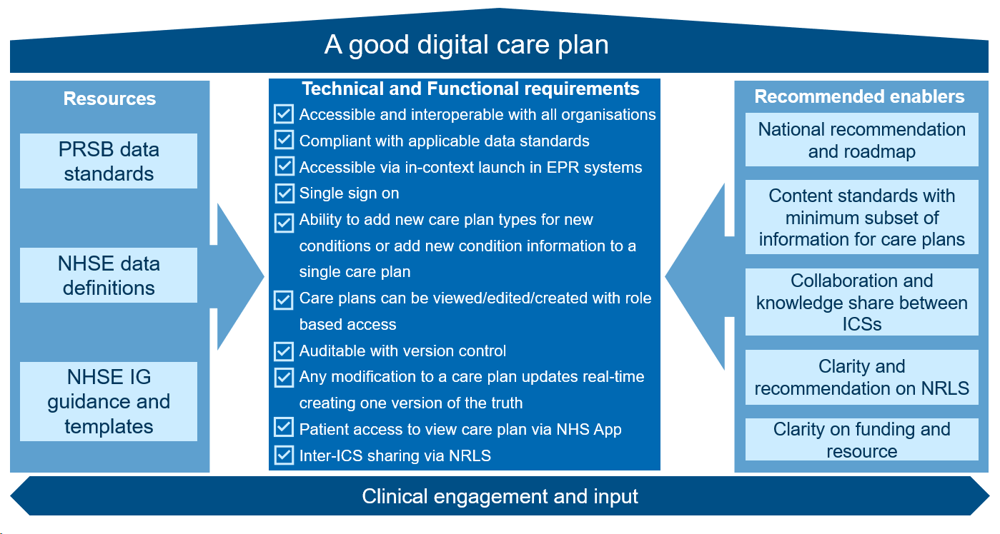 A good digital care plan
Resources
PRSB data
standards
NHSE data
definitions
NHSE IG
guidance and
templates
Technical and Functional requirements
Accessible and interoperable with all organisations
Compliant with applicable data standards
Accessible via in-context launch in EPR systems
Single sign on
Ability to add new care plan types for new
conditions or add new condition information to a
single care plan
Care plans can be viewed/edited/created with role
based access
Auditable with version control
Any modification to a care plan updates real-time
creating one version of the truth
Patient access to view care plan via NHS App
Inter-ICS sharing via NRLS
Recommended enablers
National recommendation
and roadmap
Content standards with
minimum subset of
information for care plans
Collaboration and
knowledge share between
ICSs
Clarity and
recommendation on NRLS
Clarity on funding and
resource
Clinical engagement and input